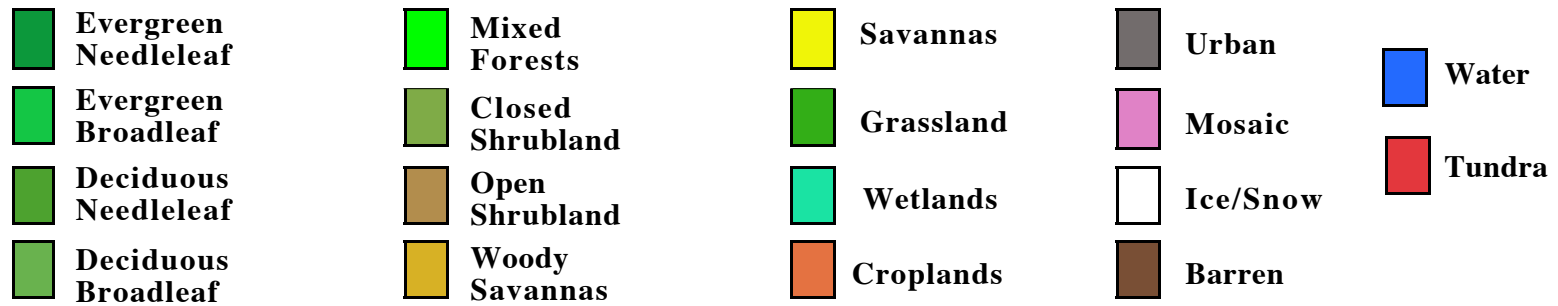 Evergreen
Needleleaf
Evergreen
Broadleaf
Deciduous
Needleleaf
Deciduous
Broadleaf
Mixed
Forests
Closed
Shrubland
Open
Shrubland
Woody
Savannas
Savannas
Grassland
Wetlands
Croplands
Urban
Mosaic
Ice/Snow
Barren
Water
Tundra